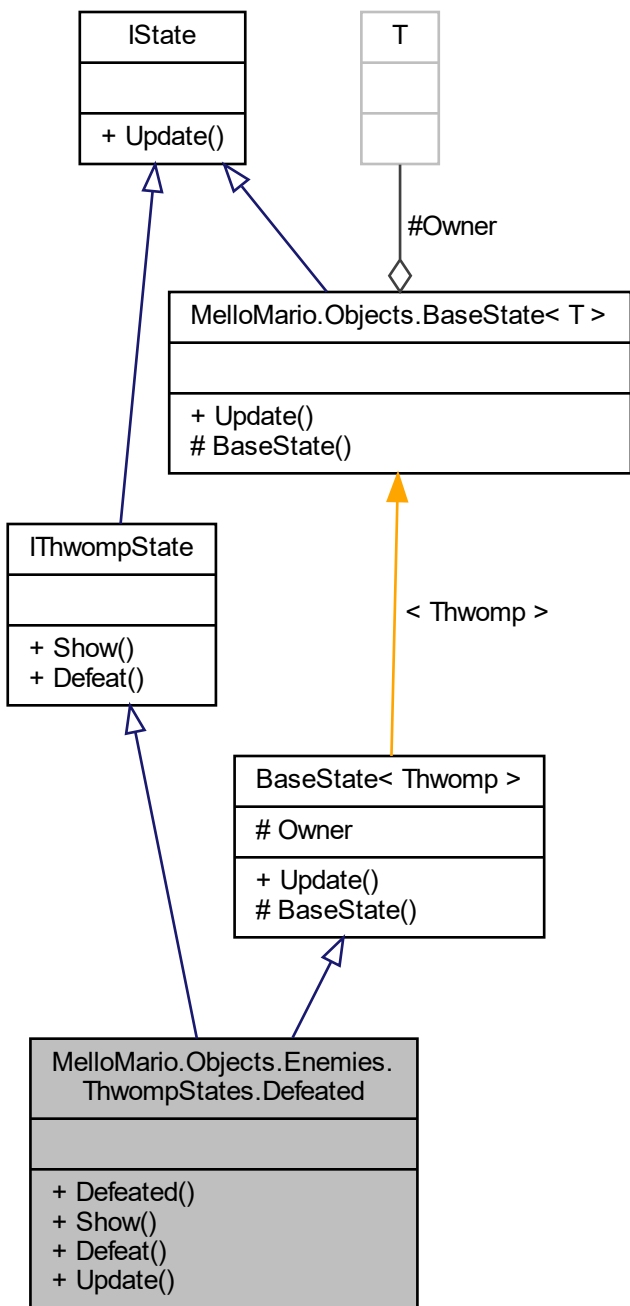 IState
+ Update()
T
#Owner
MelloMario.Objects.BaseState< T >
+ Update()
# BaseState()
IThwompState
+ Show()
+ Defeat()
< Thwomp >
BaseState< Thwomp >
# Owner
+ Update()
# BaseState()
MelloMario.Objects.Enemies.
ThwompStates.Defeated
+ Defeated()
+ Show()
+ Defeat()
+ Update()